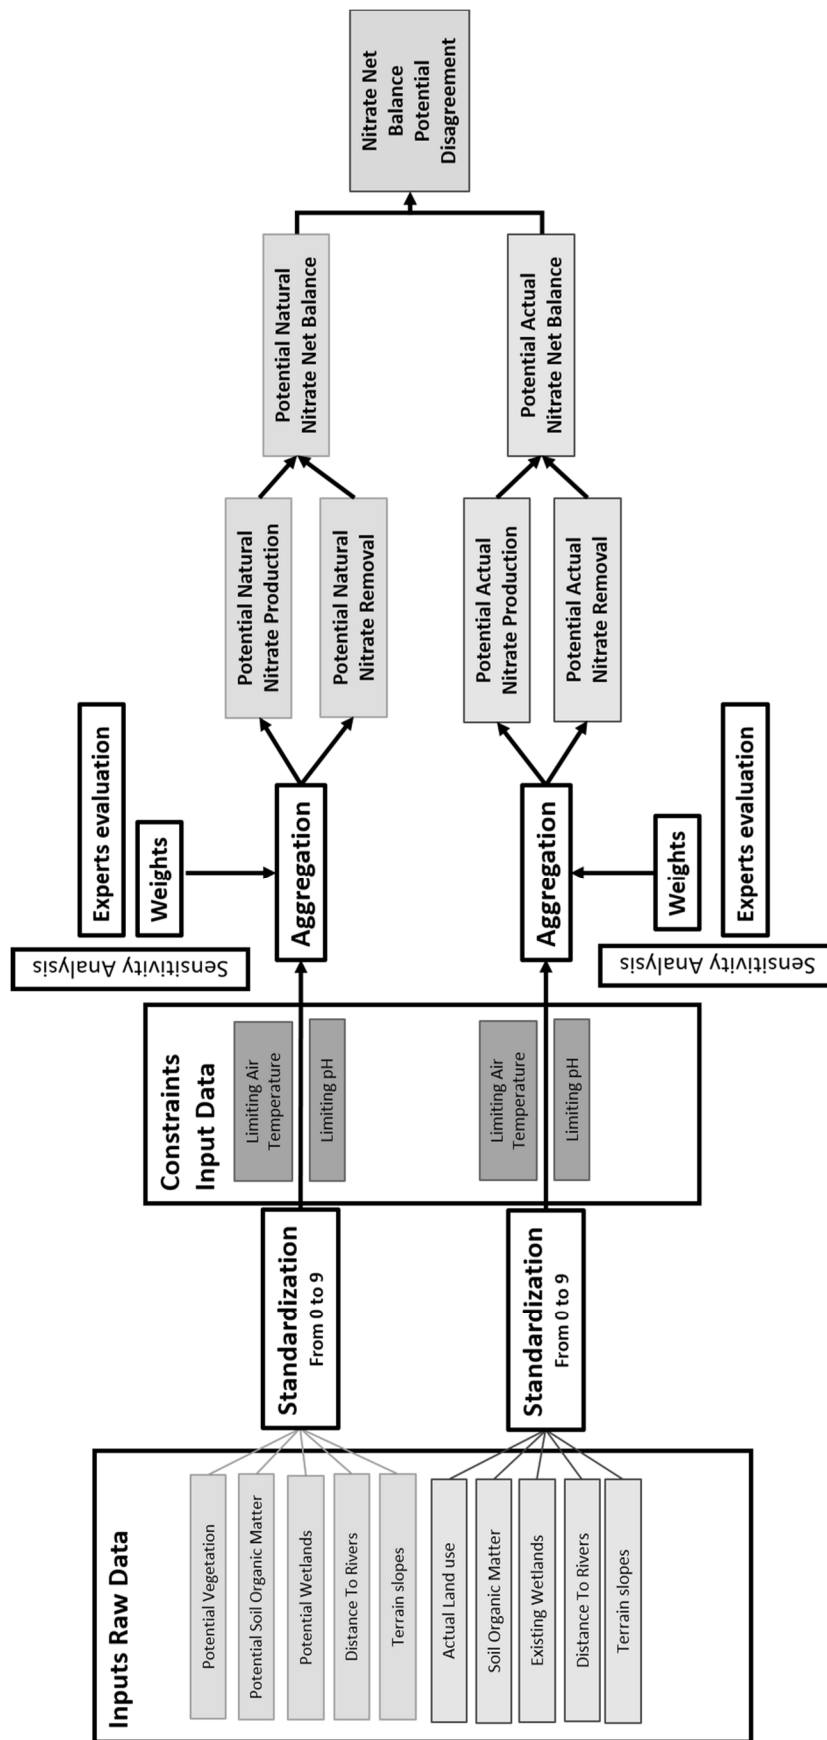 Inputs Raw Data
Potential Vegetation
Potential Soil Organic Matter
Potential Wetlands
Distance To Rivers
Terrain slopes
Actual Land use
Soil Organic Matter
Existing Wetlands
Distance To Rivers
Terrain slopes
Standardization
From 0 to 9
Standardization
From 0 to 9
Constraints
Input Data
Limiting Air
Temperature
Limiting pH
Limiting Air
Temperature
Limiting pH
Sensitivity Analysis
Experts evaluation
Weights
Aggregation
Aggregation
Weights
Experts evaluation
Sensitivity Analysis
Potential Natural
Nitrate Production
Potential Natural
Nitrate Removal
Potential Actual
Nitrate Production
Potential Actual
Nitrate Removal
Potential Natural
Nitrate Net Balance
Potential Actual
Nitrate Net Balance
Nitrate Net
Balance
Potential
Disagreement